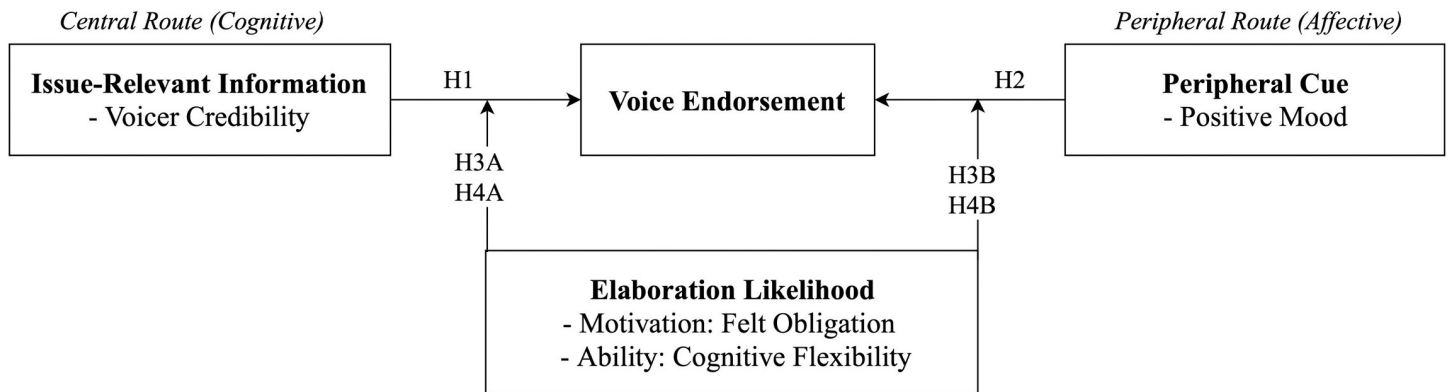 Central Route (Cognitive)
Peripheral Route (Affective)
Issue-Relevant Information
- Voicer Credibility
H1
Voice Endorsement
H2
Peripheral Cue
- Positive Mood
H3A
H4A
H3B
H4B
Elaboration Likelihood
- Motivation: Felt Obligation
- Ability: Cognitive Flexibility